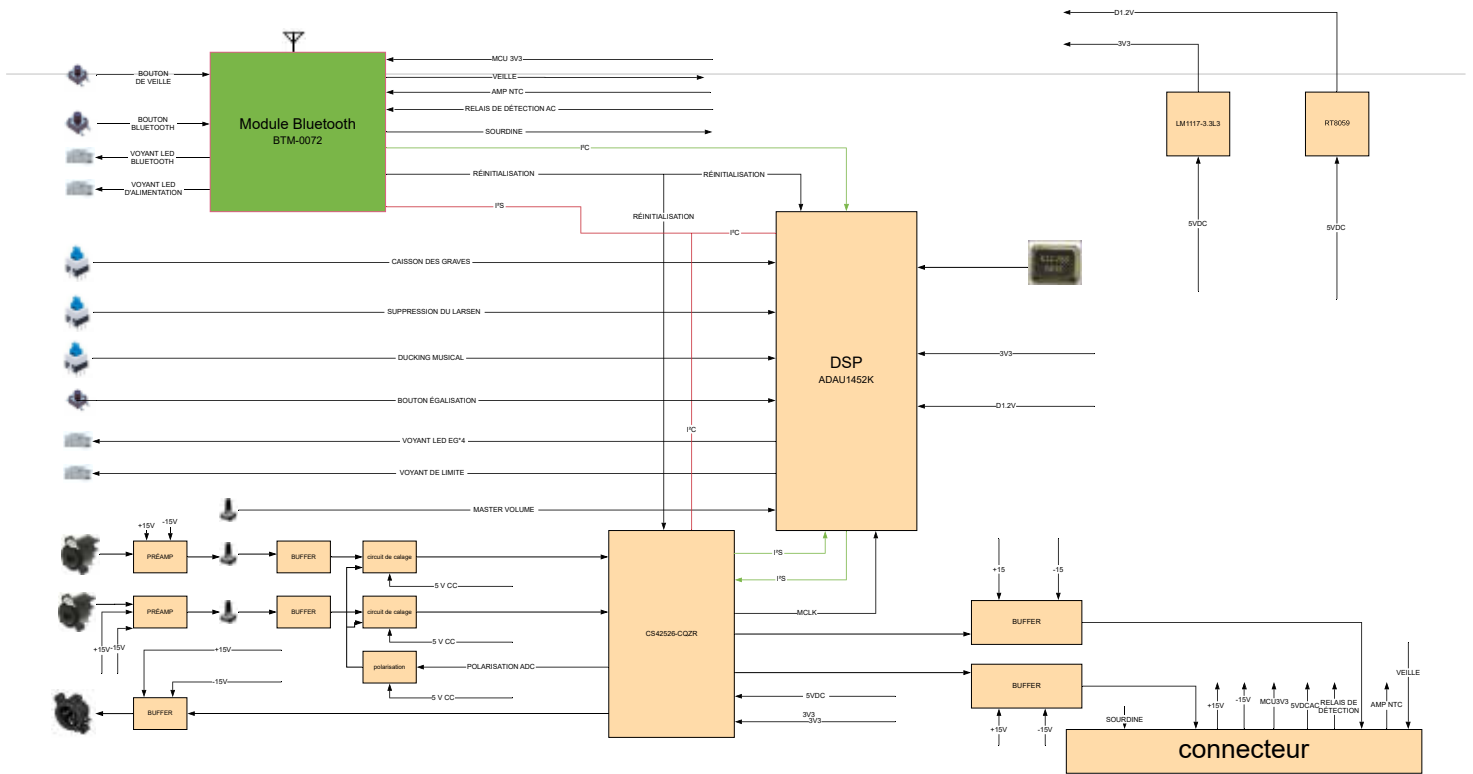 D1.2V
3V3
MCU 3V3
VEILLE
AMP NTC
RELAIS DE DÉTECTION AC
SOURDINE
I²C
RÉINITIALISATION
RÉINITIALISATION
RÉINITIALISATION
I²S
I²C
BOUTON
DE VEILLE
BOUTON
BLUETOOTH
VOYANT LED
BLUETOOTH
VOYANT LED
D'ALIMENTATION
Module Bluetooth
BTM-0072
LM1117-3.3L3
RT8059
5VDC
5VDC
CAISSON DES GRAVES
SUPPRESSION DU LARSEN
DUCKING MUSICAL
BOUTON ÉGALISATION
VOYANT LED EG*4
VOYANT DE LIMITE
MASTER VOLUME
I²C
DSP
ADAU1452K
3V3
D1.2V
+15V
-15V
PRÉAMP
BUFFER
circuit de calage
5 V CC
PRÉAMP
BUFFER
circuit de calage
5 V CC
+15V
-15V
polarisation
POLARISATION ADC
5 V CC
+15V
-15V
BUFFER
CS42526-CQZR
I²S
I²S
MCLK
5VDC
3V3
3V3
+15
-15
BUFFER
BUFFER
+15V
-15V
SOURDINE
+15V
-15V
MCU3V3
5VDCAC
RELAIS DE
DÉTECTION
AMP NTC
VEILLE
connecteur